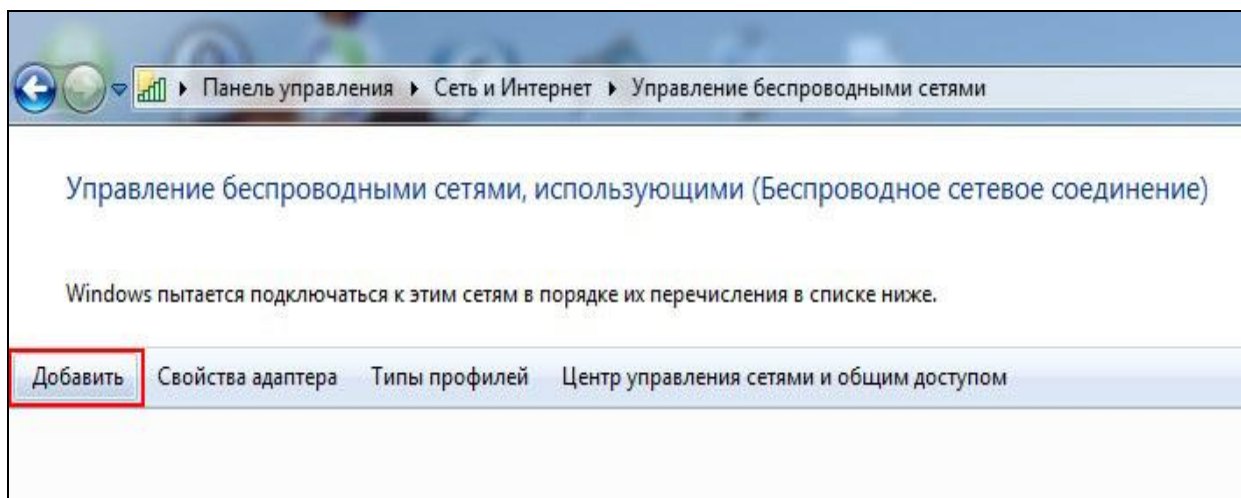 Панель управления ▸ Сеть и Интернет ▸ Управление беспроводными сетями
Управление беспроводными сетями, использующими (Беспроводное сетевое соединение)
Windows пытается подключаться к этим сетям в порядке их перечисления в списке ниже.
Добавить Свойства адаптера Типы профилей Центр управления сетями и общим доступом